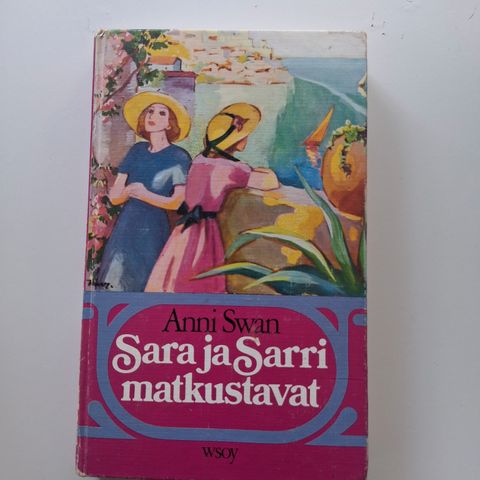 Anni Swan
Sara ja Sarri
matkustavat
wsoy